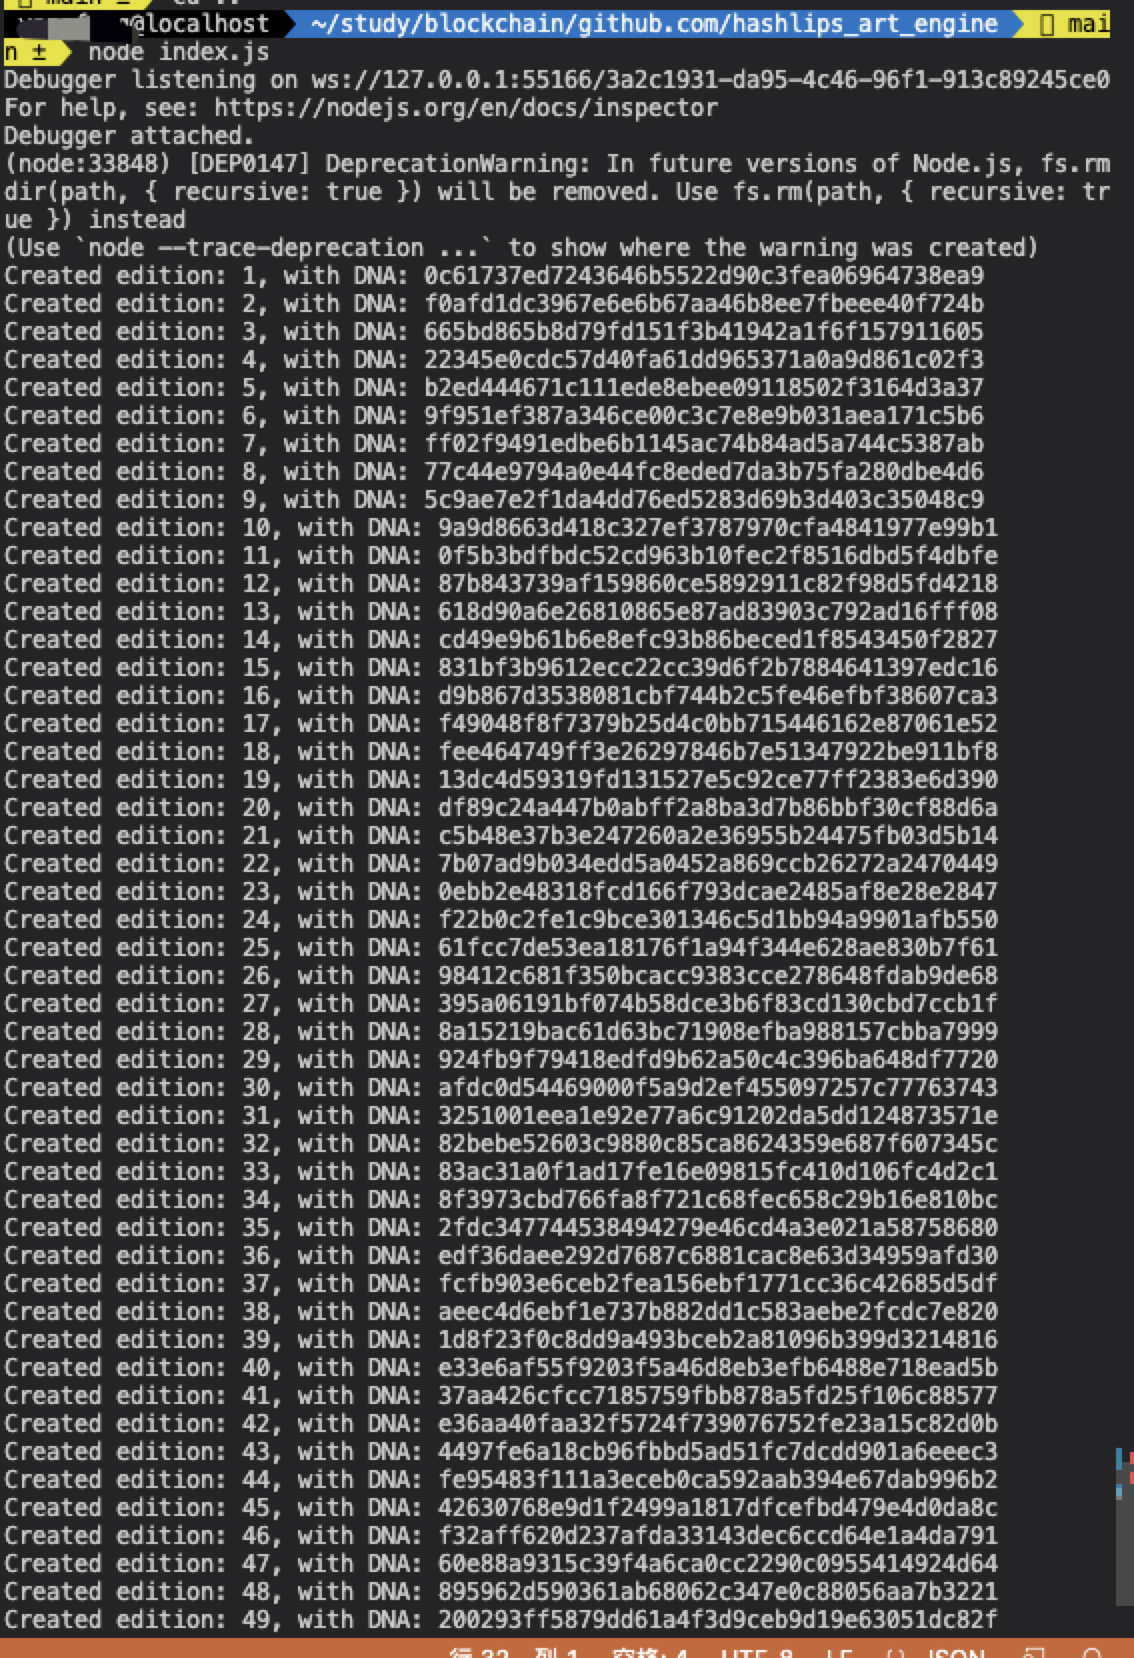 @localhost ~/study/blockchain/github.com/hashlips_art_engine mai
n ± node index.js
Debugger listening on ws://127.0.0.1:55166/3a2c1931-da95-4c46-96f1-913c89245ce0
For help, see: https://nodejs.org/en/docs/inspector
Debugger attached.
(node:33848) [DEP0147] DeprecationWarning: In future versions of Node.js, fs.rm
dir(path, { recursive: true }) will be removed. Use fs.rm(path, { recursive: tr
ue }) instead
(Use `node --trace-deprecation ...` to show where the warning was created)
Created edition: 1, with DNA: 0c61737ed7243646b5522d90c3fea06964738ea9
Created edition: 2, with DNA: f0afd1dc3967e6e6b67aa46b8ee7fbeee40f724b
Created edition: 3, with DNA: 665bd865b8d79fd151f3b41942a1f6f157911605
Created edition: 4, with DNA: 22345e0cdc57d40fa61dd965371a0a9d861c02f3
Created edition: 5, with DNA: b2ed444671c111ede8ebee09118502f3164d3a37
Created edition: 6, with DNA: 9f951ef387a346ce00c3c7e8e9b031aea171c5b6
Created edition: 7, with DNA: ff02f9491edbe6b1145ac74b84ad5a744c5387ab
Created edition: 8, with DNA: 77c44e9794a0e44fc8eded7da3b75fa280dbe4d6
Created edition: 9, with DNA: 5c9ae7e2f1da4dd76ed5283d69b3d403c35048c9
Created edition: 10, with DNA: 9a9d8663d418c327ef3787970cfa4841977e99b1
Created edition: 11, with DNA: 0f5b3bdfbdc52cd963b10fec2f8516dbd5f4dbfe
Created edition: 12, with DNA: 87b843739af159860ce5892911c82f98d5fd4218
Created edition: 13, with DNA: 618d90a6e26810865e87ad83903c792ad16fff08
Created edition: 14, with DNA: cd49e9b61b6e8efc93b86beced1f8543450f2827
Created edition: 15, with DNA: 831bf3b9612ecc22cc39d6f2b7884641397edc16
Created edition: 16, with DNA: d9b867d3538081cbf744b2c5fe46efbf38607ca3
Created edition: 17, with DNA: f49048f8f7379b25d4c0bb715446162e87061e52
Created edition: 18, with DNA: fee464749ff3e26297846b7e51347922be911bf8
Created edition: 19, with DNA: 13dc4d59319fd131527e5c92ce77ff2383e6d390
Created edition: 20, with DNA: df89c24a447b0abff2a8ba3d7b86bbf30cf88d6a
Created edition: 21, with DNA: c5b48e37b3e247260a2e36955b24475fb03d5b14
Created edition: 22, with DNA: 7b07ad9b034edd5a0452a869ccb26272a2470449
Created edition: 23, with DNA: 0ebb2e48318fcd166f793dcae2485af8e28e2847
Created edition: 24, with DNA: f22b0c2fe1c9bce301346c5d1bb94a9901afb550
Created edition: 25, with DNA: 61fcc7de53ea18176f1a94f344e628ae830b7f61
Created edition: 26, with DNA: 98412c681f350bcacc9383cce278648fdab9de68
Created edition: 27, with DNA: 395a06191bf074b58dce3b6f83cd130cbd7ccb1f
Created edition: 28, with DNA: 8a15219bac61d63bc71908efba988157cbba7999
Created edition: 29, with DNA: 924fb9f79418edfd9b62a50c4c396ba648df7720
Created edition: 30, with DNA: afdc0d54469000f5a9d2ef455097257c77763743
Created edition: 31, with DNA: 3251001eea1e92e77a6c91202da5dd124873571e
Created edition: 32, with DNA: 82bebe52603c9880c85ca8624359e687f607345c
Created edition: 33, with DNA: 83ac31a0f1ad17fe16e09815fc410d106fc4d2c1
Created edition: 34, with DNA: 8f3973cbd766fa8f721c68fec658c29b16e810bc
Created edition: 35, with DNA: 2fdc347744538494279e46cd4a3e021a58758680
Created edition: 36, with DNA: edf36daee292d7687c6881cac8e63d34959afd30
Created edition: 37, with DNA: fcfb903e6ceb2fea156ebf1771cc36c42685d5df
Created edition: 38, with DNA: aeec4d6ebf1e737b882dd1c583aebe2fcdc7e820
Created edition: 39, with DNA: 1d8f23f0c8dd9a493bceb2a81096b399d3214816
Created edition: 40, with DNA: e33e6af55f9203f5a46d8eb3efb6488e718ead5b
Created edition: 41, with DNA: 37aa426cfcc7185759fbb878a5fd25f106c88577
Created edition: 42, with DNA: e36aa40faa32f5724f739076752fe23a15c82d0b
Created edition: 43, with DNA: 4497fe6a18cb96fbbd5ad51fc7dcdd901a6eeec3
Created edition: 44, with DNA: fe95483f111a3eceb0ca592aab394e67dab996b2
Created edition: 45, with DNA: 42630768e9d1f2499a1817dfcefbd479e4d0da8c
Created edition: 46, with DNA: f32aff620d237afda33143dec6ccd64e1a4da791
Created edition: 47, with DNA: 60e88a9315c39f4a6ca0cc2290c0955414924d64
Created edition: 48, with DNA: 895962d590361ab68062c347e0c88056aa7b3221
Created edition: 49, with DNA: 200293ff5879dd61a4f3d9ceb9d19e63051dc82f
行 32 列 1 空格: 4 UTF-8 LF {} JSON